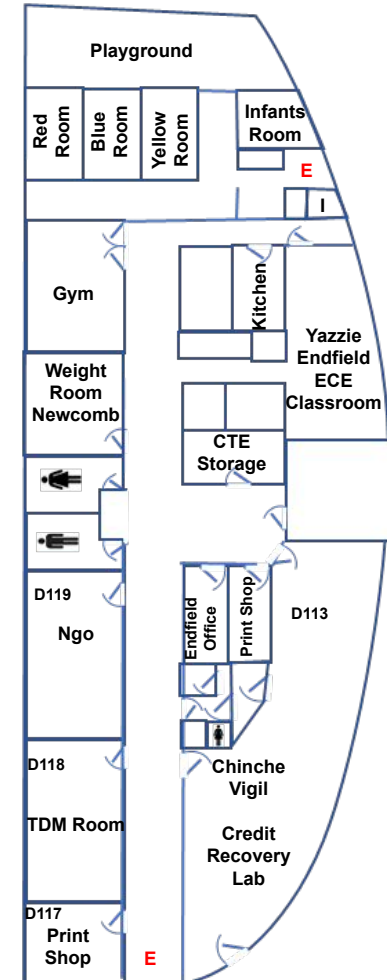 Playground
Red
Room
Blue
Room
Yellow
Room
Infants
Room
E
I
Gym
Kitchen
Yazzie
Endfield
ECE
Classroom
Weight
Room
Newcomb
CTE
Storage
D119
Ngo
Endfield
Office
Print Shop
D113
D118
TDM Room
Chinche
Vigil
Credit
Recovery
Lab
D117
Print
Shop
E